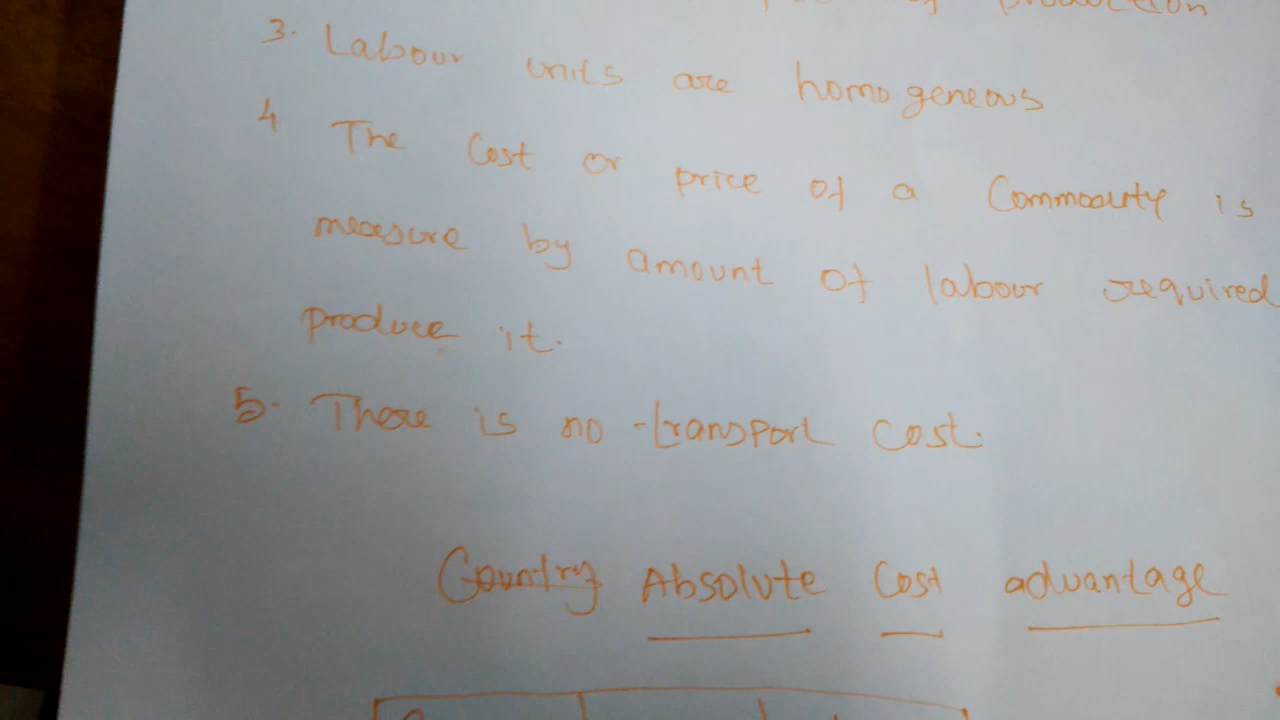 production
3. Labour units are homogeneous
4 The Cost or price of a Commodity is
measure by amount of labour required
produce it.
5. There is no transport cost.
Country Absolute Cost advantage